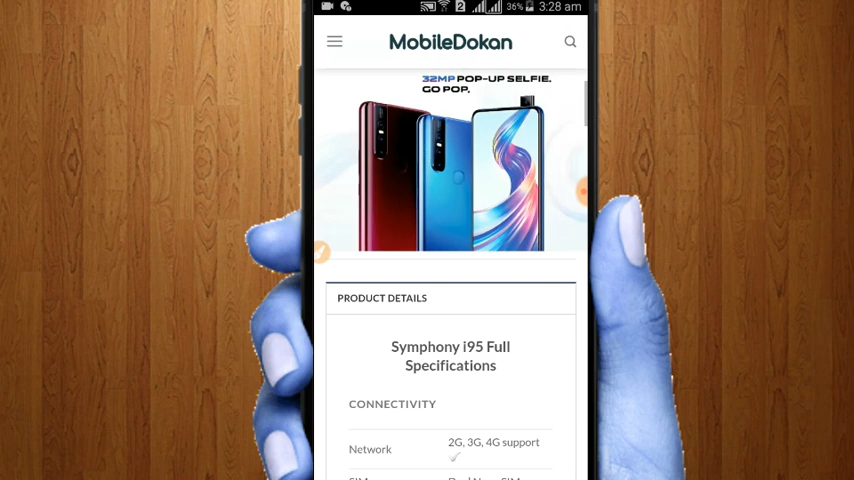 2
36%
3:28 am
MobileDokan
32MP POP-UP SELFIE.
GO POP.
PRODUCT DETAILS
Symphony i95 Full
Specifications
CONNECTIVITY
Network
2G, 3G, 4G support